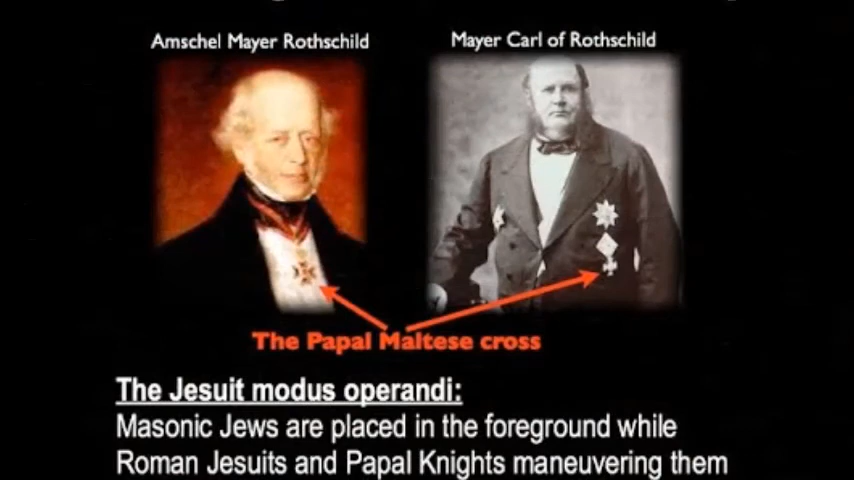 Amschel Mayer Rothschild
Mayer Carl of Rothschild
The Papal Maltese cross
The Jesuit modus operandi:
Masonic Jews are placed in the foreground while
Roman Jesuits and Papal Knights maneuvering them